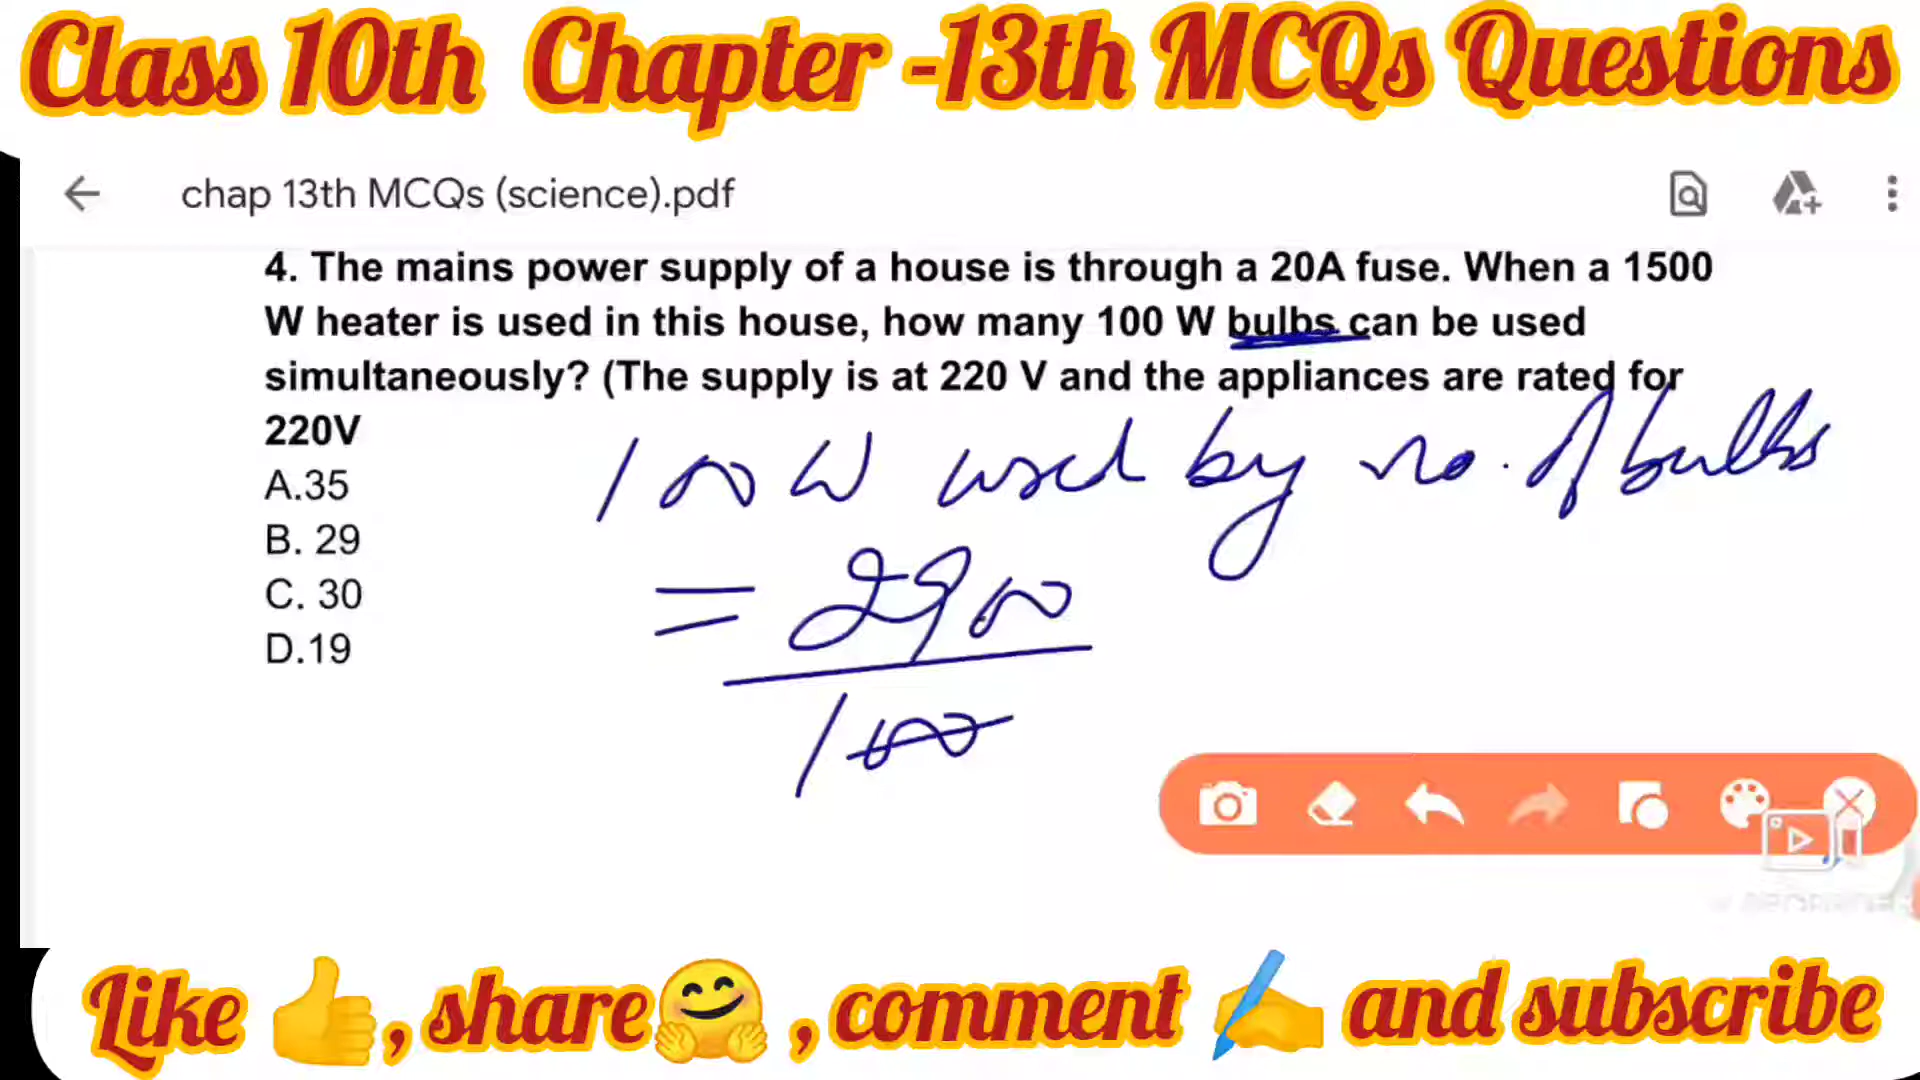 Class 10th Chapter -13th MCQs Questions
chap 13th MCQs (science).pdf
4. The mains power supply of a house is through a 20A fuse. When a 1500
W heater is used in this house, how many 100 W bulbs can be used
simultaneously? (The supply is at 220 V and the appliances are rated for
220V
A.35
B. 29
C. 30
D.19
100 W used by no. of bulbs
= 2900
100
Like 👍, share🤗, comment ✍ and subscribe